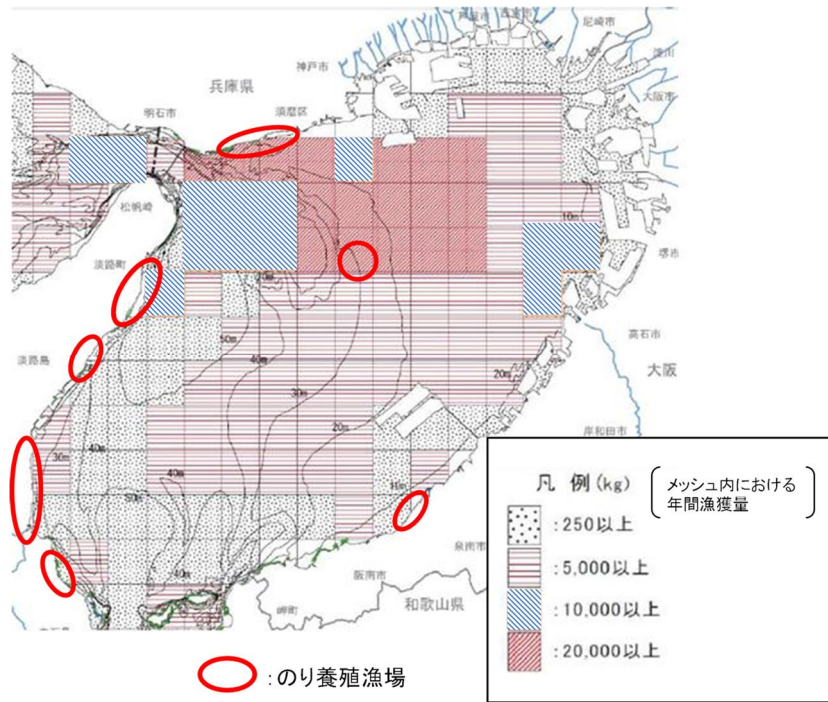 尼崎市
神戸市
淀川
兵庫県
大阪市
明石市
須磨区
松帆崎
10m
淡路町
堺市
高石市
50m
40m
淡路島
大阪
20m
30m
20m
岸和田市
40m
30m
40m
50m
10m
泉南市
40m
阪南市
和歌山県
岬町
凡 例 (kg)
メッシュ内における
年間漁獲量
:250以上
:5,000以上
:10,000以上
:20,000以上
:のり養殖漁場